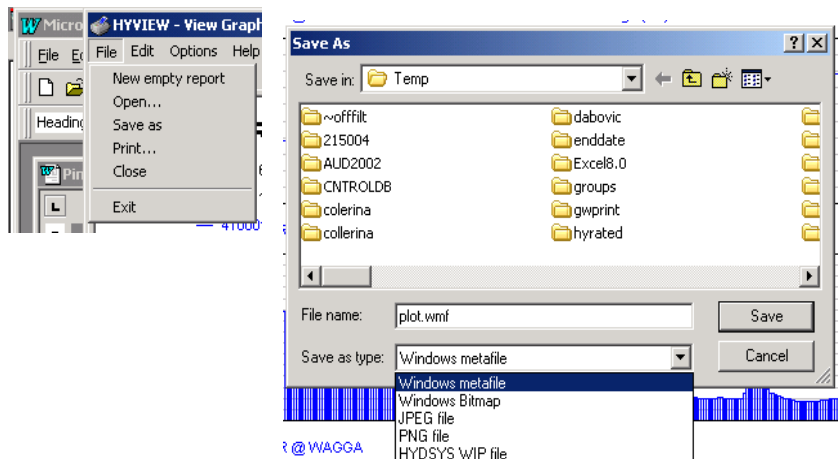 Micro
HYVIEW - View Graph
File
File Edit Options Help
New empty report
Open...
Save as
Print...
Close
Exit
Heading
Pin
L
Save As
Save in: Temp
~offfilt
215004
AUD2002
CNTROLDB
colerina
collerina
dabovic
enddate
Excel8.0
groups
gwprint
hyrated
File name: plot.wmf
Save
Save as type: Windows metafile
Cancel
Windows metafile
Windows Bitmap
JPEG file
PNG file
HYDSYS WIP file
@ WAGGA